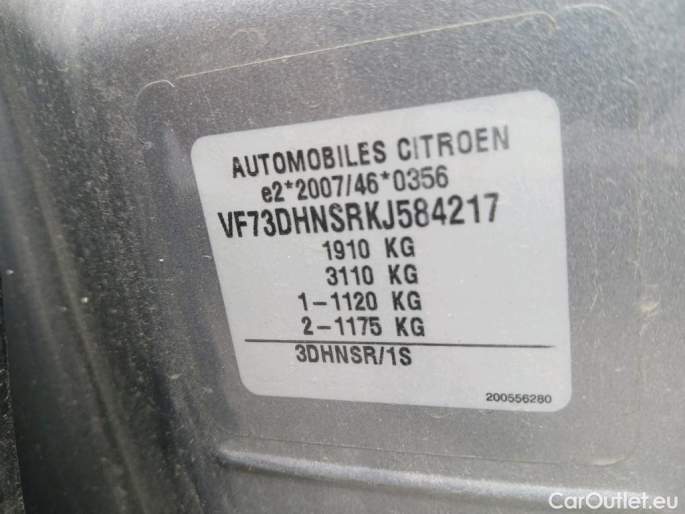 AUTOMOBILES CITROEN
e2*2007/46*0356
VF73DHNSRKJ584217
1910 KG
3110 KG
1-1120 KG
2-1175 KG
3DHNSR/1S
200556280
CarOutlet.eu